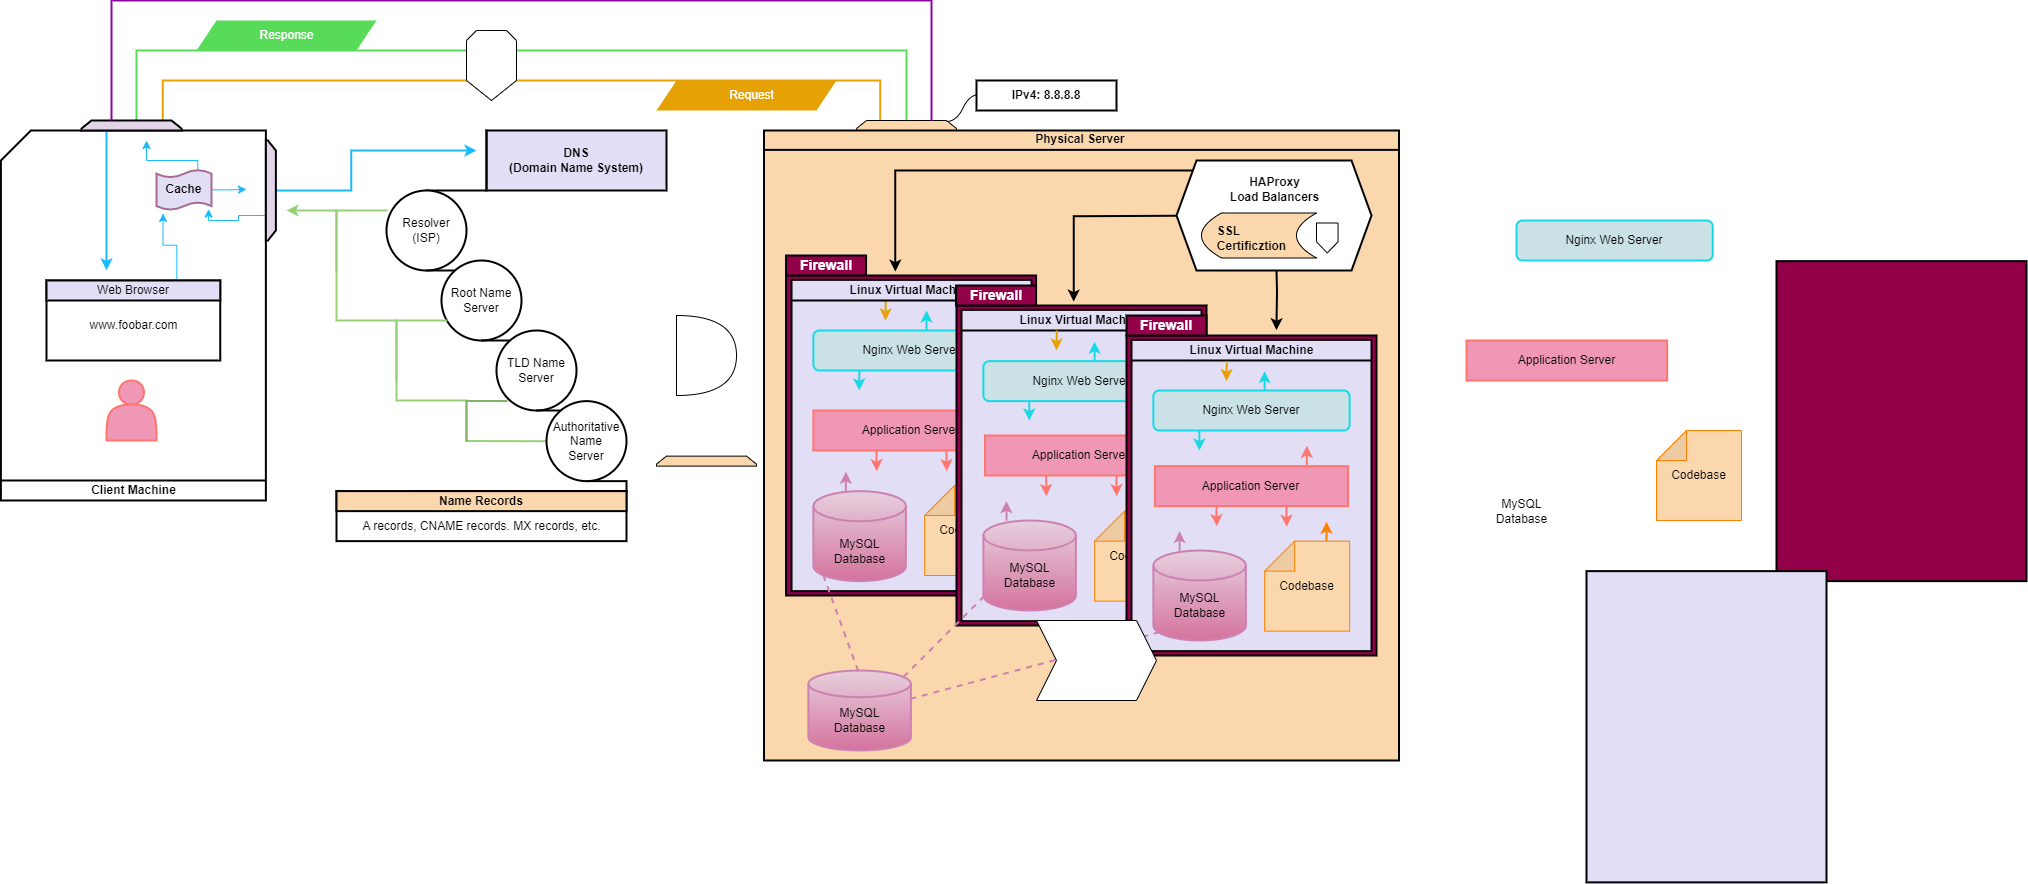 Response
Request
IPv4: 8.8.8.8
Physical Server
DNS
(Domain Name System)
Cache
Web Browser
www.foobar.com
Client Machine
Resolver
(ISP)
Root Name
Server
TLD Name
Server
Authoritative
Name
Server
Name Records
A records, CNAME records. MX records, etc.
HAProxy
Load Balancers
SSL
Certificztion
Firewall
Linux Virtual Mach
Nginx Web Serve
Application Serve
MySQL
Database
Co
Firewall
Linux Virtual Mach
Nginx Web Serve
Application Serve
MySQL
Database
Co
Firewall
Linux Virtual Machine
Nginx Web Server
Application Server
MySQL
Database
Codebase
MySQL
Database
Nginx Web Server
Application Server
Codebase
MySQL
Database